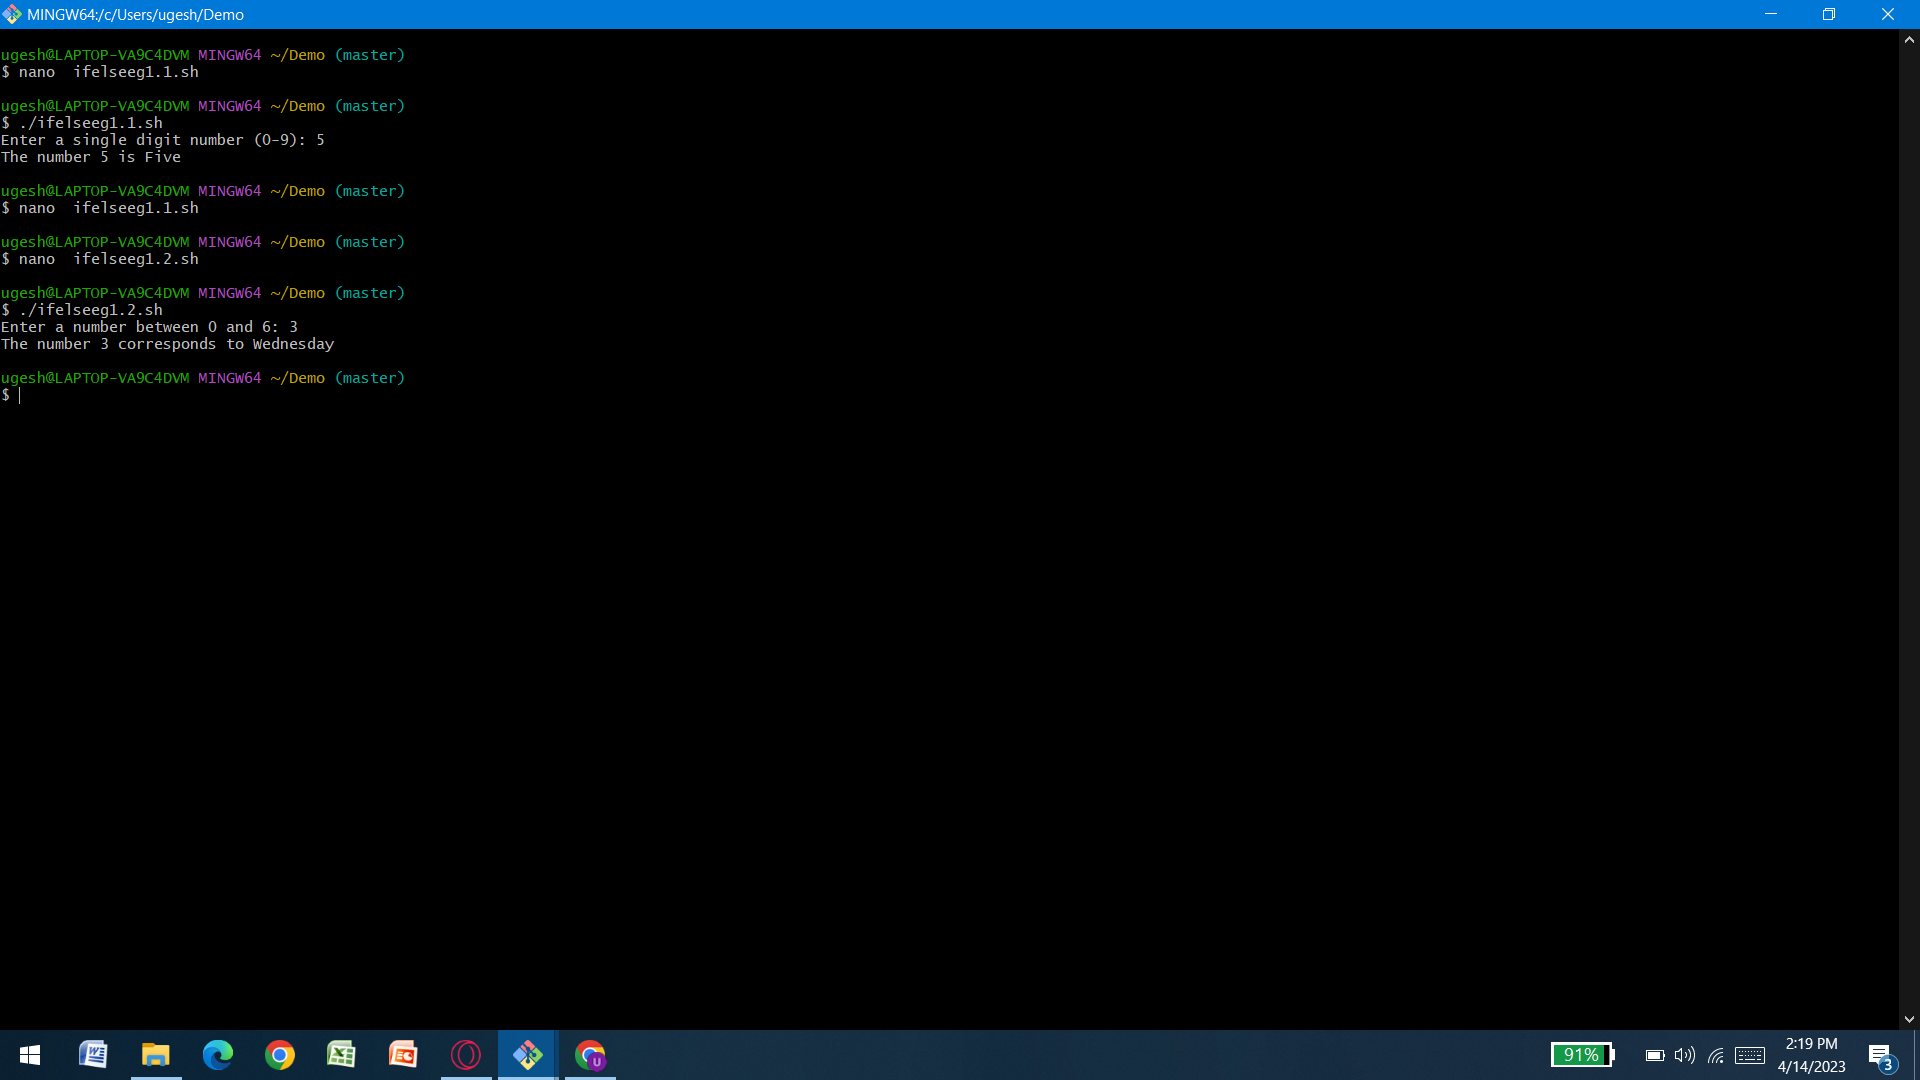 MINGW64:/c/Users/ugesh/Demo
ugesh@LAPTOP-VA9C4DVM MINGW64 ~/Demo (master)
$ nano  ifelseeg1.1.sh
ugesh@LAPTOP-VA9C4DVM MINGW64 ~/Demo (master)
$ ./ifelseeg1.1.sh
Enter a single digit number (0-9): 5
The number 5 is Five
ugesh@LAPTOP-VA9C4DVM MINGW64 ~/Demo (master)
$ nano  ifelseeg1.1.sh
ugesh@LAPTOP-VA9C4DVM MINGW64 ~/Demo (master)
$ nano  ifelseeg1.2.sh
ugesh@LAPTOP-VA9C4DVM MINGW64 ~/Demo (master)
$ ./ifelseeg1.2.sh
Enter a number between 0 and 6: 3
The number 3 corresponds to Wednesday
ugesh@LAPTOP-VA9C4DVM MINGW64 ~/Demo (master)
$
91%
2:19 PM
4/14/2023
3